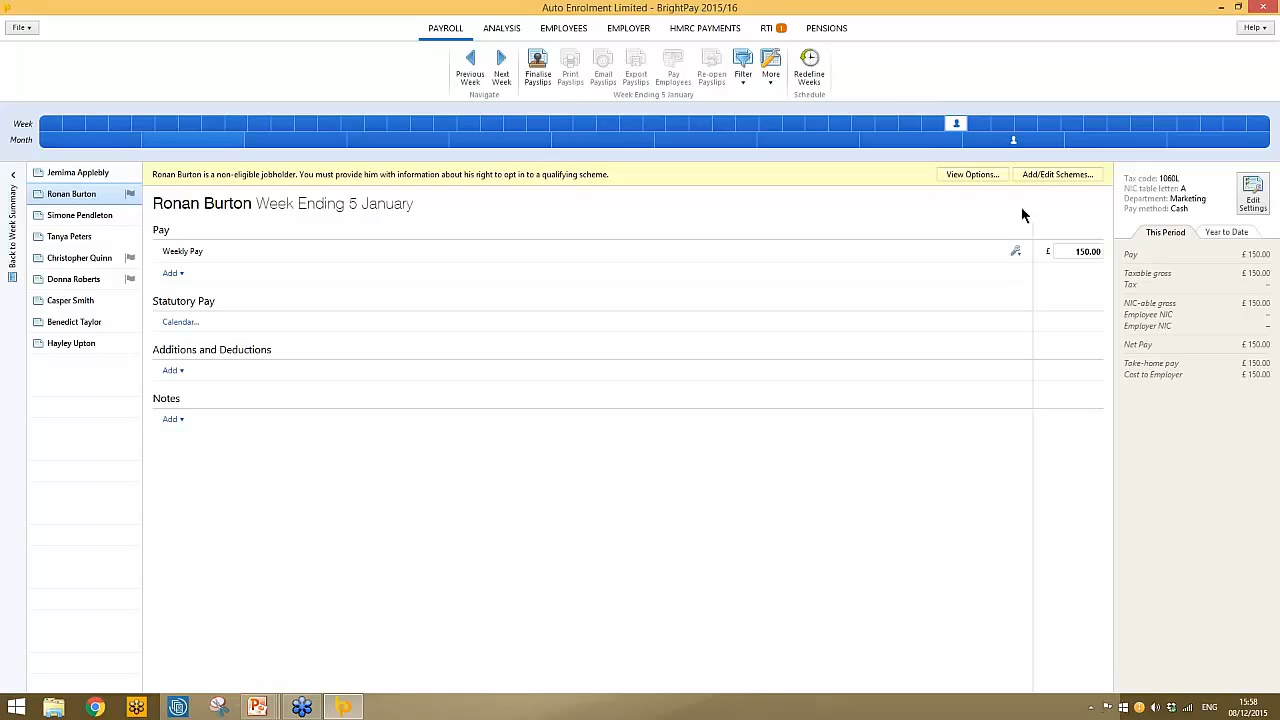 Auto Enrolment Limited - BrightPay 2015/16
File
PAYROLL ANALYSIS EMPLOYEES EMPLOYER HMRC PAYMENTS RTI 1 PENSIONS
Help
Previous Week
Next Week
Finalise Payslips
Print Payslips
Email Payslips
Export Payslips
Pay Employees
Re-open Payslips
Filter
More
Redefine Weeks
Navigate
Week Ending 5 January
Schedule
Week
Month
Back to Week Summary
Jemima Applebly
Ronan Burton
Simone Pendleton
Tanya Peters
Christopher Quinn
Donna Roberts
Casper Smith
Benedict Taylor
Hayley Upton
Ronan Burton is a non-eligible jobholder. You must provide him with information about his right to opt in to a qualifying scheme.
View Options...
Add/Edit Schemes...
Ronan Burton Week Ending 5 January
Pay
Weekly Pay £ 150.00
Add
Statutory Pay
Calendar...
Additions and Deductions
Add
Notes
Add
Tax code: 1060L
NIC table letter: A
Department: Marketing
Pay method: Cash
Edit Settings
This Period Year to Date
Pay £ 150.00
Taxable gross £ 150.00
Tax –
NIC-able gross £ 150.00
Employee NIC –
Employer NIC –
Net Pay £ 150.00
Take-home pay £ 150.00
Cost to Employer £ 150.00
ENG
15:58
08/12/2015